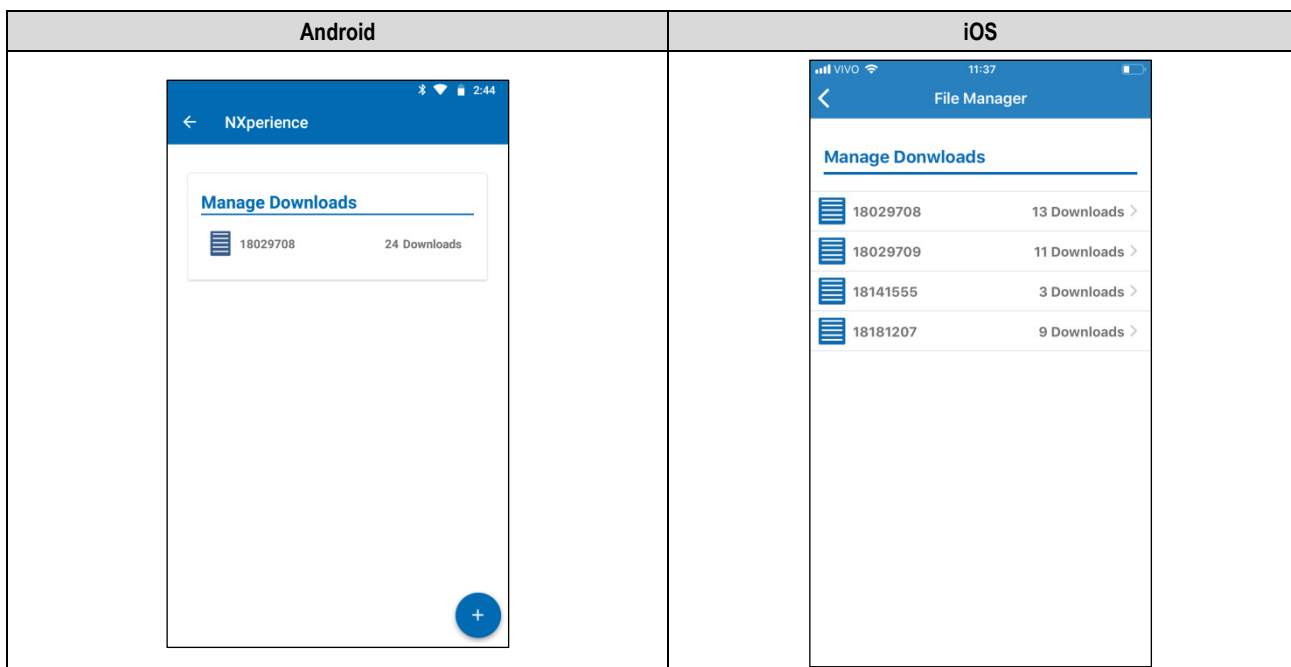 Android
iOS
2:44
NXperience
Manage Downloads
18029708 24 Downloads
VIVO 11:37
File Manager
Manage Donwloads
18029708 13 Downloads
18029709 11 Downloads
18141555 3 Downloads
18181207 9 Downloads